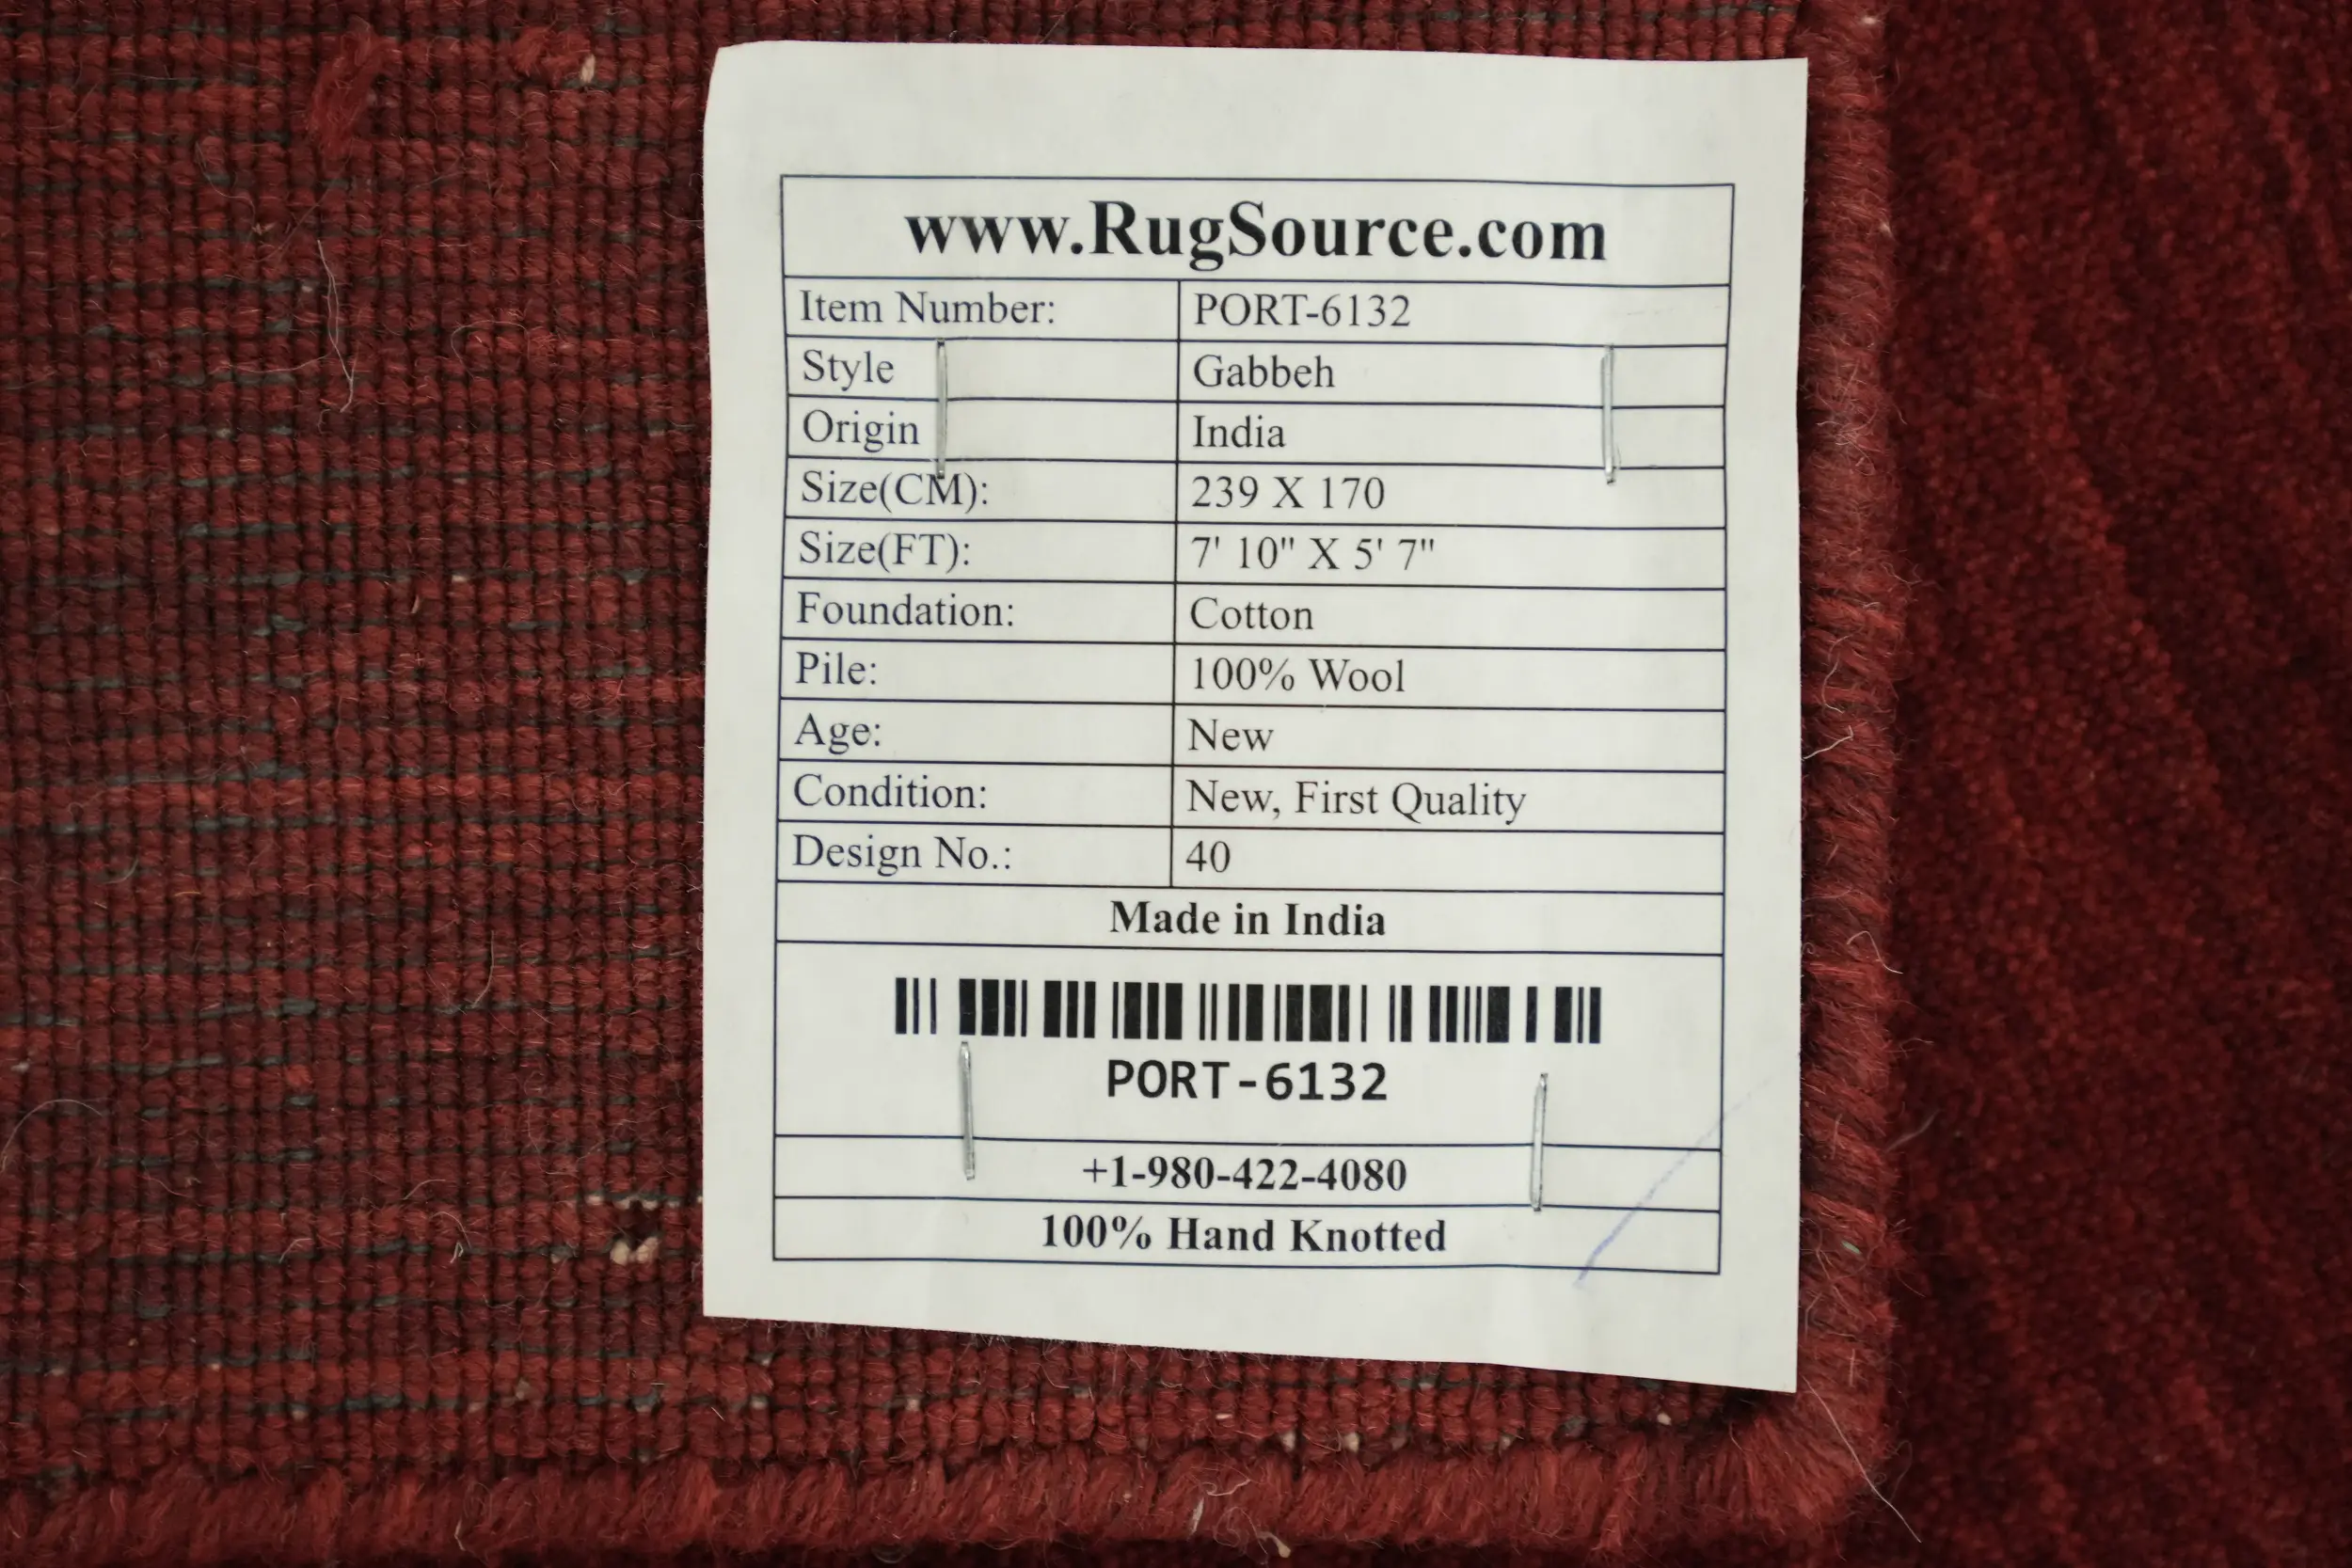 www.RugSource.com
Item Number: PORT-6132
Style Gabbeh
Origin India
Size(CM): 239 X 170
Size(FT): 7' 10" X 5' 7"
Foundation: Cotton
Pile: 100% Wool
Age: New
Condition: New, First Quality
Design No.: 40
Made in India
PORT-6132
+1-980-422-4080
100% Hand Knotted